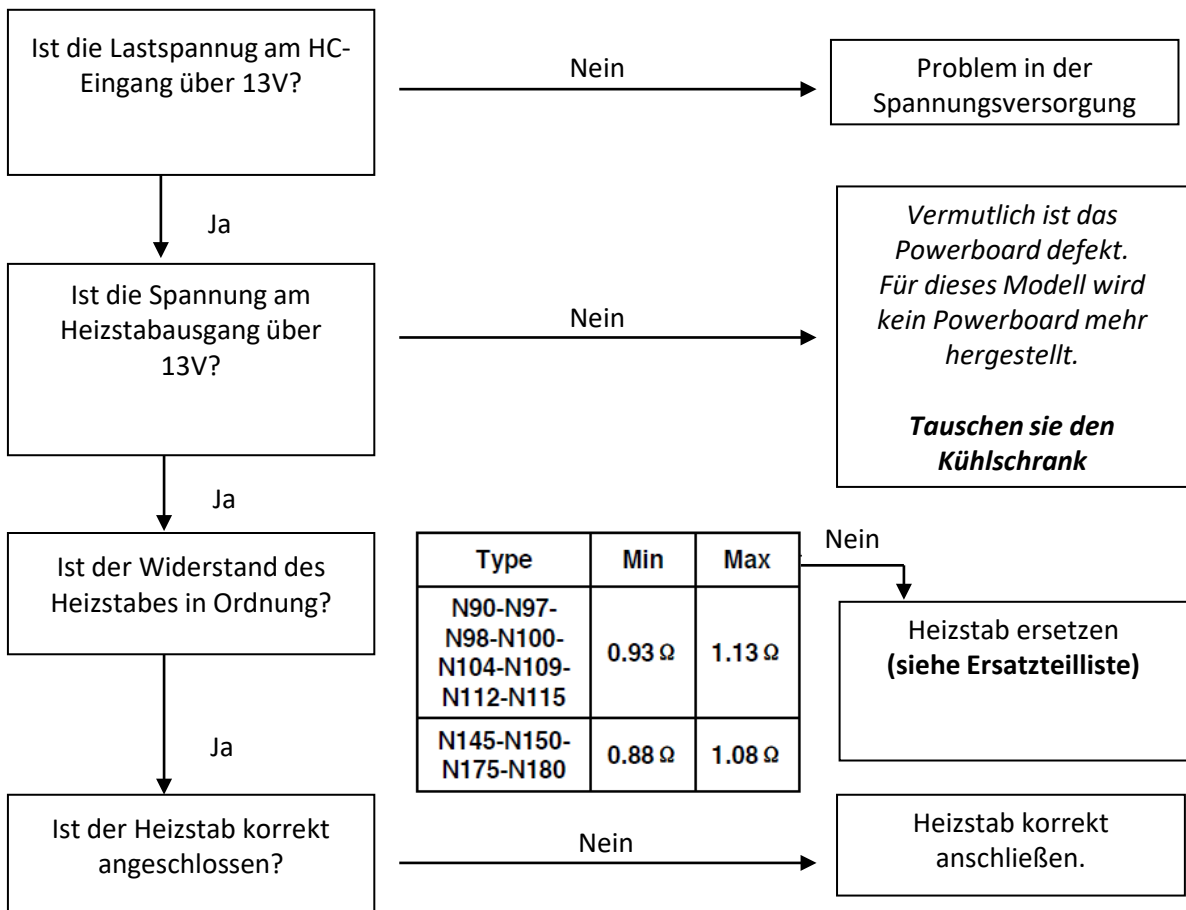 Ist die Lastspannug am HC-
Eingang über 13V?
Nein
Problem in der
Spannungsversorgung
Ja
Ist die Spannung am
Heizstabausgang über
13V?
Nein
Vermutlich ist das
Powerboard defekt.
Für dieses Modell wird
kein Powerboard mehr
hergestellt.
Tauschen sie den
Kühlschrank
Ja
Ist der Widerstand des
Heizstabes in Ordnung?
Type Min Max
N90-N97-
N98-N100-
N104-N109-
N112-N115
0.93 Ω 1.13 Ω
N145-N150-
N175-N180
0.88 Ω 1.08 Ω
Nein
Heizstab ersetzen
(siehe Ersatzteilliste)
Ja
Ist der Heizstab korrekt
angeschlossen?
Nein
Heizstab korrekt
anschließen.